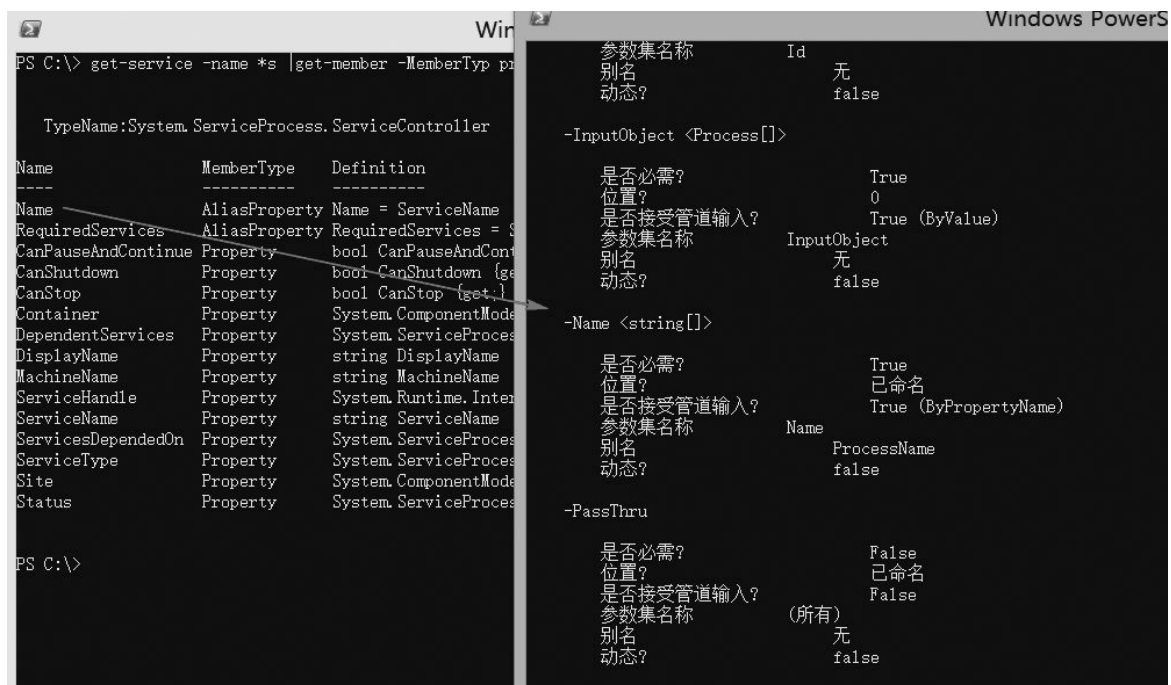 Win
PS C:\> get-service -name *s |get-member -MemberTyp pr
TypeName:System.ServiceProcess.ServiceController
Name MemberType Definition
---- ---------- ----------
Name AliasProperty Name = ServiceName
RequiredServices AliasProperty RequiredServices = S
CanPauseAndContinue Property bool CanPauseAndCont
CanShutdown Property bool CanShutdown {ge
CanStop Property bool CanStop {get;}
Container Property System.ComponentMode
DependentServices Property System.ServiceProces
DisplayName Property string DisplayName
MachineName Property string MachineName
ServiceHandle Property System.Runtime.Inter
ServiceName Property string ServiceName
ServicesDependedOn Property System.ServiceProces
ServiceType Property System.ServiceProces
Site Property System.ComponentMode
Status Property System.ServiceProces
PS C:\>
Windows PowerS
参数集名称 Id
别名 无
动态? false
-InputObject <Process[]>
是否必需? True
位置? 0
是否接受管道输入? True (ByValue)
参数集名称 InputObject
别名 无
动态? false
-Name <string[]>
是否必需? True
位置? 已命名
是否接受管道输入? True (ByPropertyName)
参数集名称 Name
别名 ProcessName
动态? false
-PassThru
是否必需? False
位置? 已命名
是否接受管道输入? False
参数集名称 (所有)
别名 无
动态? false